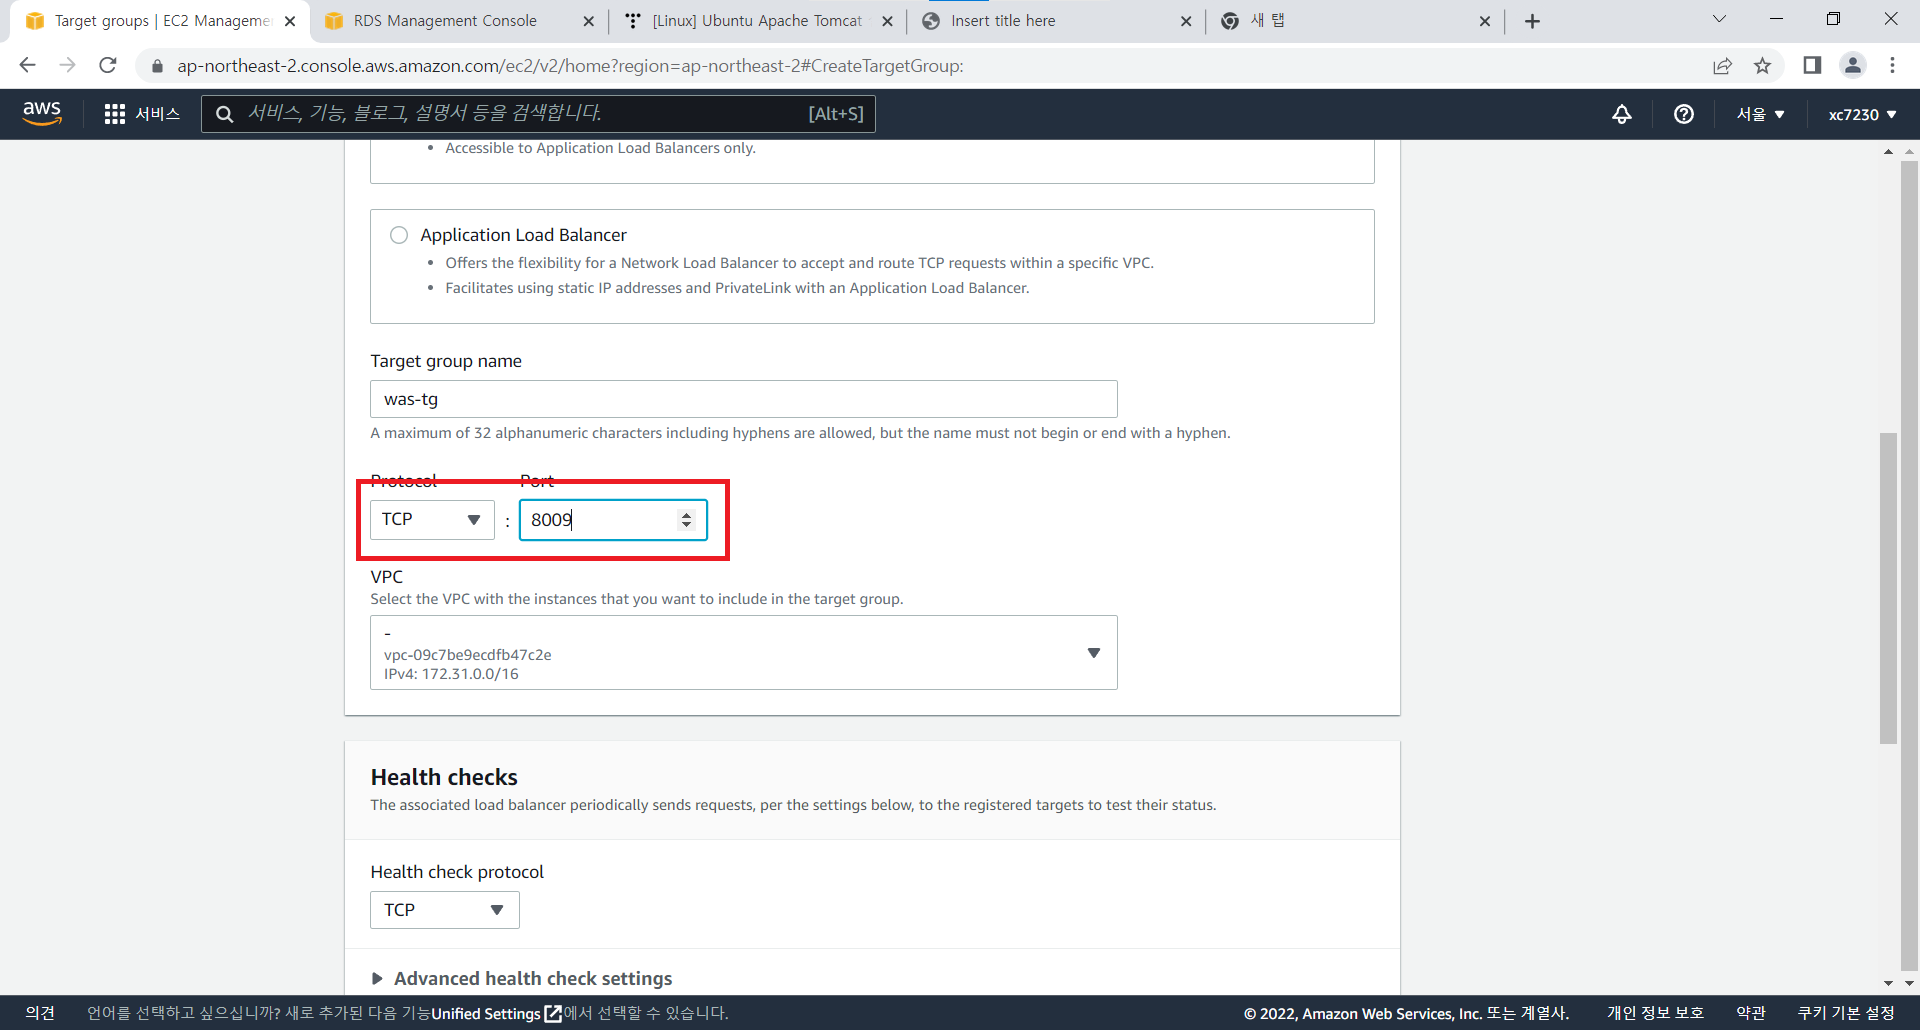 Target groups | EC2 Manageme
RDS Management Console
[Linux] Ubuntu Apache Tomcat
Insert title here
새 탭
ap-northeast-2.console.aws.amazon.com/ec2/v2/home?region=ap-northeast-2#CreateTargetGroup:
aws
서비스
서비스, 기능, 블로그, 설명서 등을 검색합니다.
[Alt+S]
서울
xc7230
Accessible to Application Load Balancers only.
Application Load Balancer
Offers the flexibility for a Network Load Balancer to accept and route TCP requests within a specific VPC.
Facilitates using static IP addresses and PrivateLink with an Application Load Balancer.
Target group name
was-tg
A maximum of 32 alphanumeric characters including hyphens are allowed, but the name must not begin or end with a hyphen.
Protocol
Port
TCP
:
8009
VPC
Select the VPC with the instances that you want to include in the target group.
-
vpc-09c7be9ecdfb47c2e
IPv4: 172.31.0.0/16
Health checks
The associated load balancer periodically sends requests, per the settings below, to the registered targets to test their status.
Health check protocol
TCP
Advanced health check settings
의견
언어를 선택하고 싶으십니까? 새로 추가된 다음 기능Unified Settings에서 선택할 수 있습니다.
© 2022, Amazon Web Services, Inc. 또는 계열사.
개인 정보 보호
약관
쿠키 기본 설정